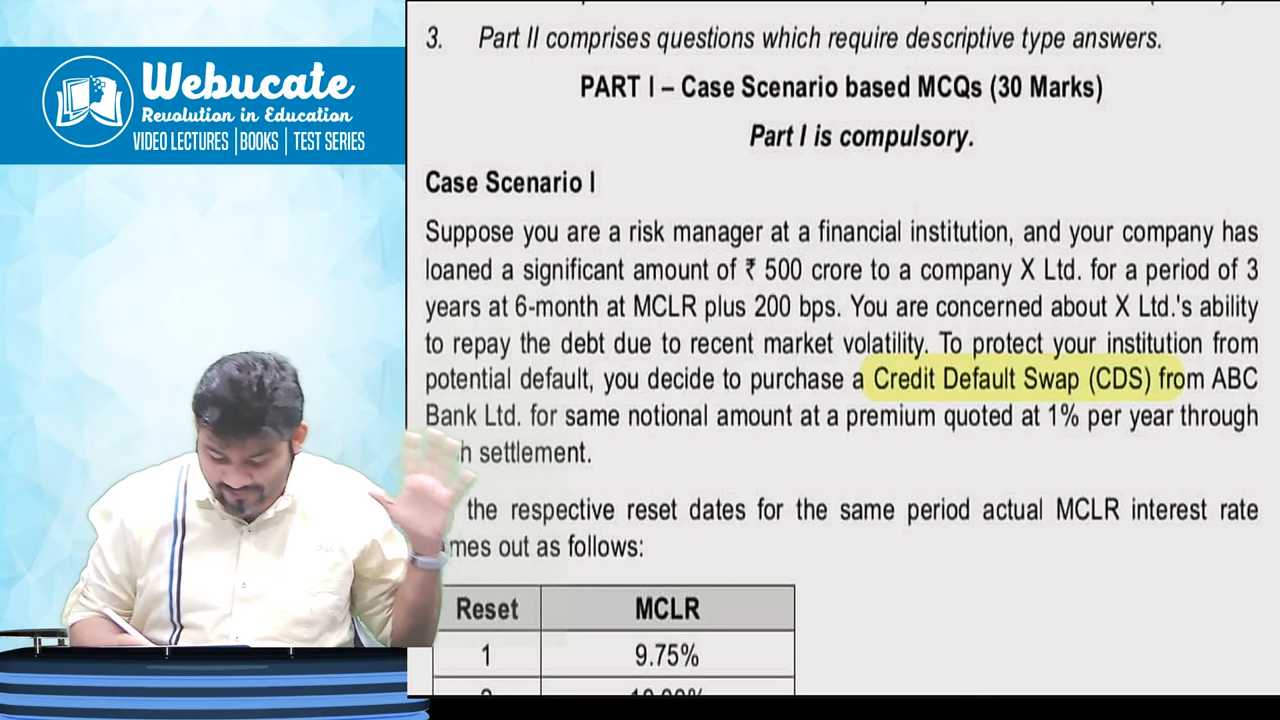 Webucate
Revolution in Education
VIDEO LECTURES | BOOKS | TEST SERIES
3. Part II comprises questions which require descriptive type answers.
PART I – Case Scenario based MCQs (30 Marks)
Part I is compulsory.
Case Scenario I
Suppose you are a risk manager at a financial institution, and your company has
loaned a significant amount of ₹ 500 crore to a company X Ltd. for a period of 3
years at 6-month at MCLR plus 200 bps. You are concerned about X Ltd.'s ability
to repay the debt due to recent market volatility. To protect your institution from
potential default, you decide to purchase a Credit Default Swap (CDS) from ABC
Bank Ltd. for same notional amount at a premium quoted at 1% per year through
settlement.
the respective reset dates for the same period actual MCLR interest rate
out as follows:
Reset MCLR
1 9.75%